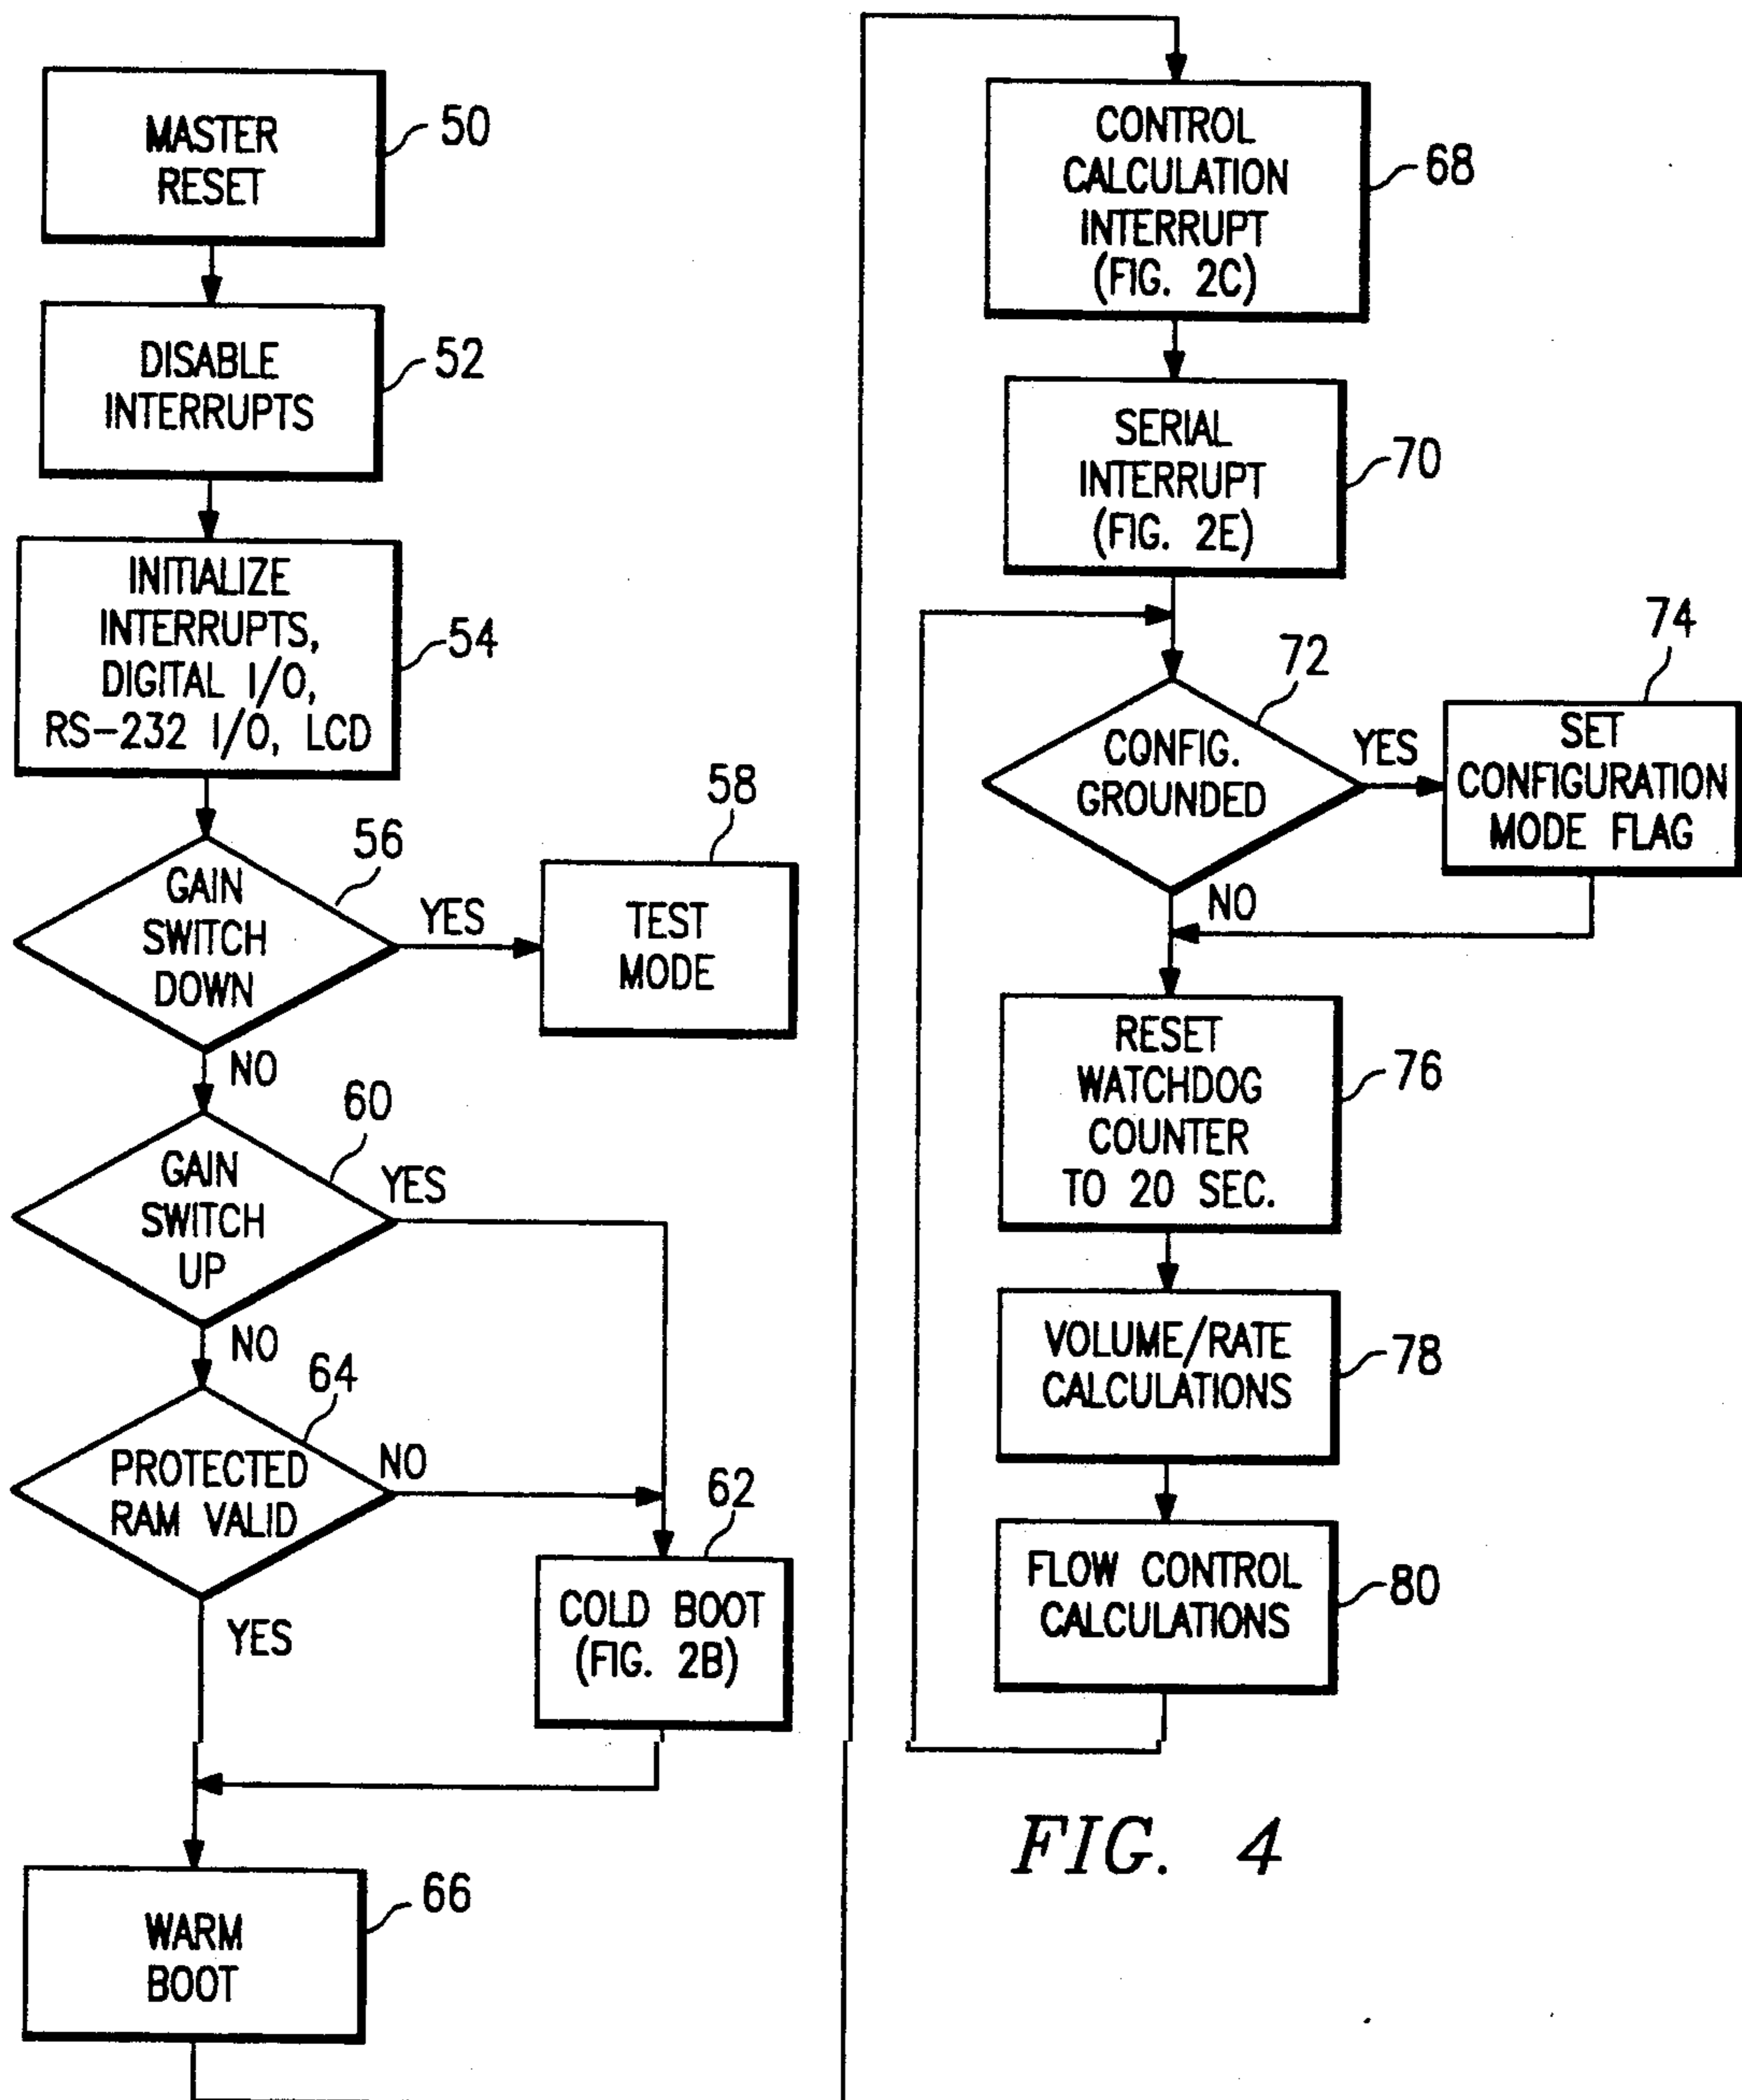 MASTER
RESET
50
DISABLE
INTERRUPTS
52
INITIALIZE
INTERRUPTS,
DIGITAL I/O,
RS-232 I/O, LCD
54
GAIN
SWITCH
DOWN
56
YES
58
TEST
MODE
NO
GAIN
SWITCH
UP
60
YES
NO
PROTECTED
RAM VALID
64
NO
62
COLD BOOT
(FIG. 2B)
YES
WARM
BOOT
66
CONTROL
CALCULATION
INTERRUPT
(FIG. 2C)
68
SERIAL
INTERRUPT
(FIG. 2E)
70
CONFIG.
GROUNDED
72
YES
74
SET
CONFIGURATION
MODE FLAG
NO
RESET
WATCHDOG
COUNTER
TO 20 SEC.
76
VOLUME/RATE
CALCULATIONS
78
FLOW CONTROL
CALCULATIONS
80
FIG. 4